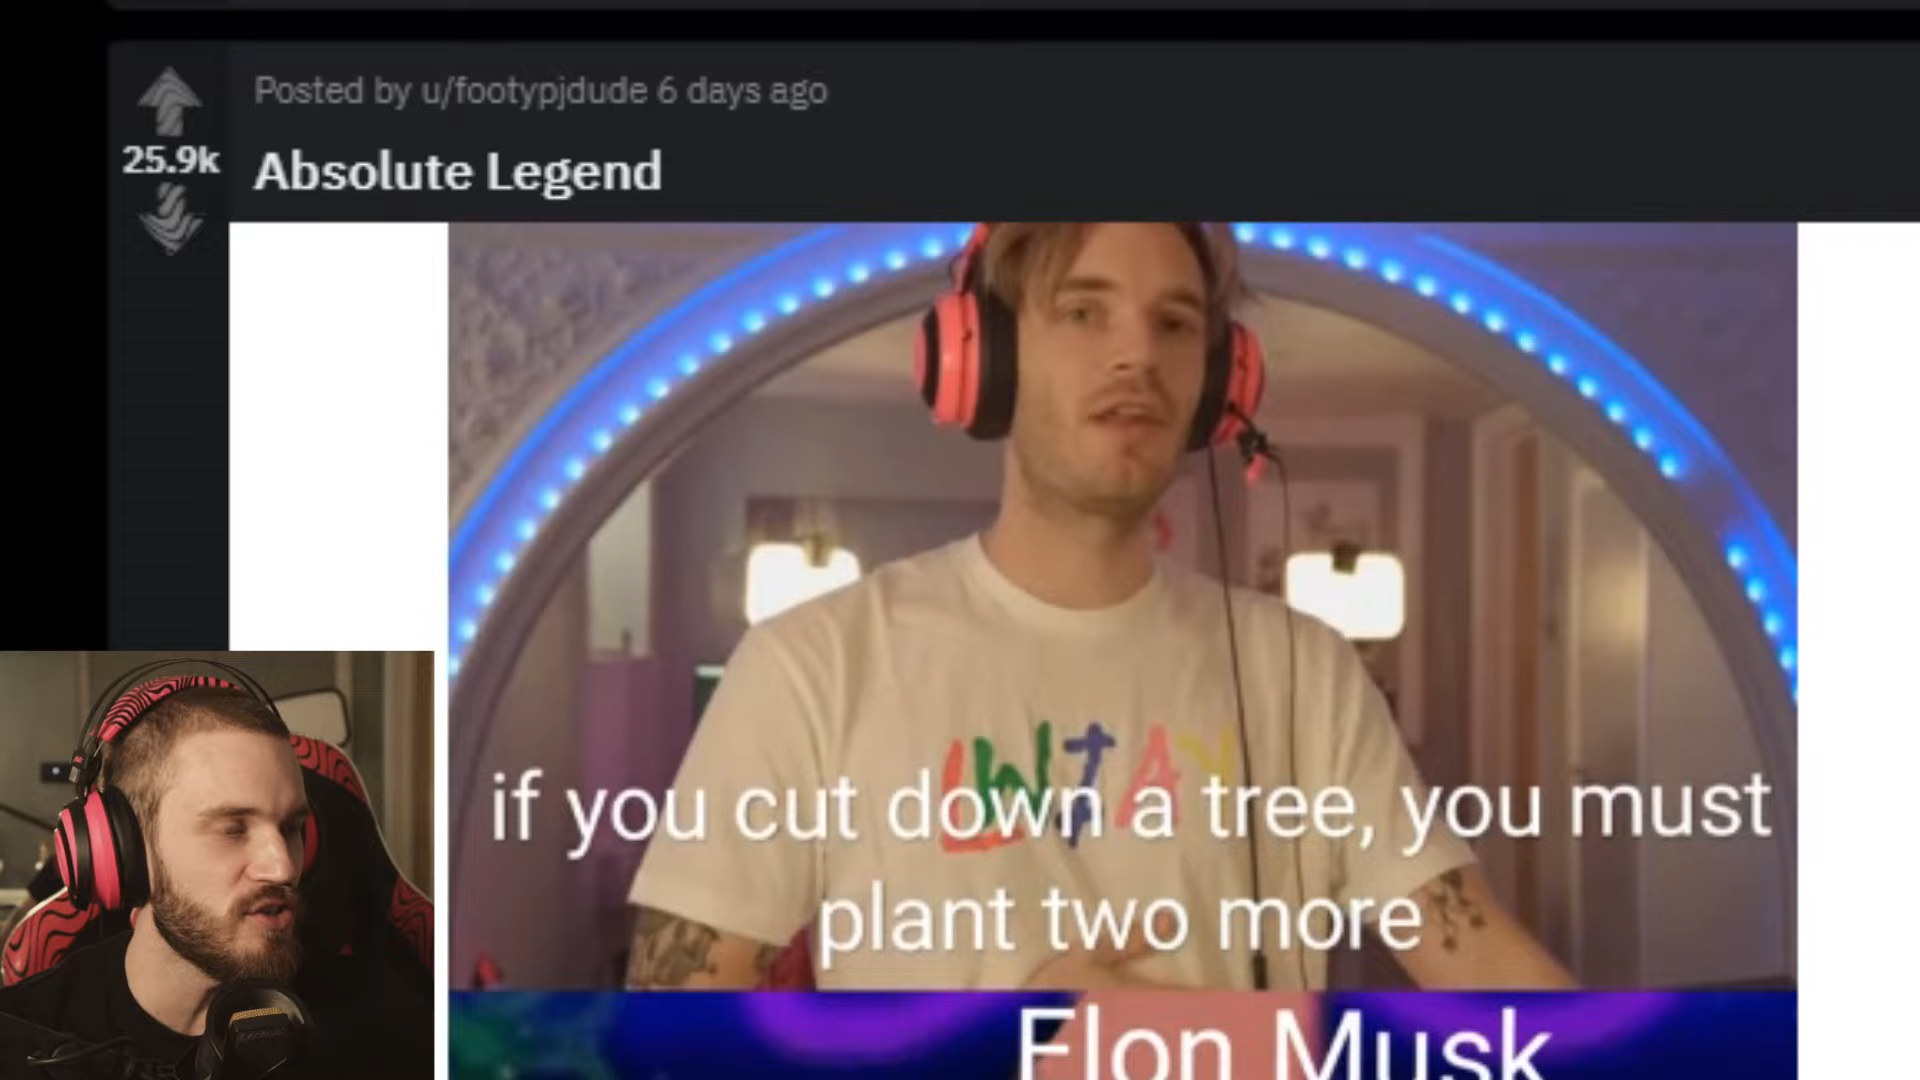 Posted by u/footypjdude 6 days ago
25.9k
Absolute Legend
LWIAY
if you cut down a tree, you must
plant two more
Elon Musk